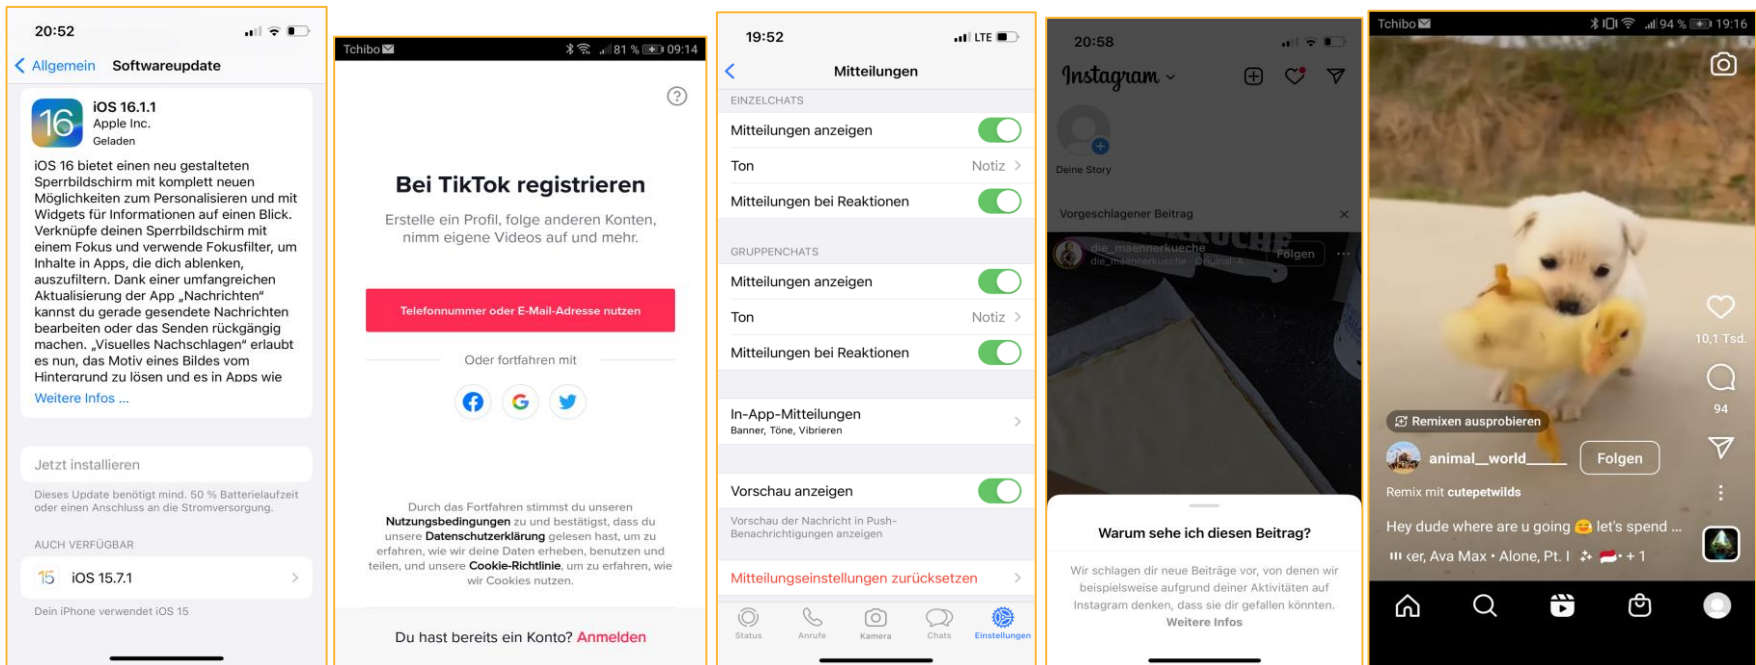 20:52
Allgemein Softwareupdate
16
iOS 16.1.1
Apple Inc.
Geladen
iOS 16 bietet einen neu gestalteten
Sperrbildschirm mit komplett neuen
Möglichkeiten zum Personalisieren und mit
Widgets für Informationen auf einen Blick.
Verknüpfe deinen Sperrbildschirm mit
einem Fokus und verwende Fokusfilter, um
Inhalte in Apps, die dich ablenken,
auszufiltern. Dank einer umfangreichen
Aktualisierung der App „Nachrichten“
kannst du gerade gesendete Nachrichten
bearbeiten oder das Senden rückgängig
machen. „Visuelles Nachschlagen“ erlaubt
es nun, das Motiv eines Bildes vom
Hintergrund zu lösen und es in Apps wie
Weitere Infos ...
Jetzt installieren
Dieses Update benötigt mind. 50 % Batterielaufzeit
oder einen Anschluss an die Stromversorgung.
AUCH VERFÜGBAR
15 iOS 15.7.1
Dein iPhone verwendet iOS 15
Tchibo 81 % 09:14
Bei TikTok registrieren
Erstelle ein Profil, folge anderen Konten,
nimm eigene Videos auf und mehr.
Telefonnummer oder E-Mail-Adresse nutzen
Oder fortfahren mit
Durch das Fortfahren stimmst du unseren
Nutzungsbedingungen zu und bestätigst, dass du
unsere Datenschutzerklärung gelesen hast, um zu
erfahren, wie wir deine Daten erheben, benutzen und
teilen, und unsere Cookie-Richtlinie, um zu erfahren, wie
wir Cookies nutzen.
Du hast bereits ein Konto? Anmelden
19:52 LTE
Mitteilungen
EINZELCHATS
Mitteilungen anzeigen
Ton Notiz
Mitteilungen bei Reaktionen
GRUPPENCHATS
Mitteilungen anzeigen
Ton Notiz
Mitteilungen bei Reaktionen
In-App-Mitteilungen
Banner, Töne, Vibrieren
Vorschau anzeigen
Vorschau der Nachricht in Push-
Benachrichtigungen anzeigen
Mitteilungseinstellungen zurücksetzen
Status Anrufe Kamera Chats Einstellungen
20:58
Instagram
Deine Story
Vorgeschlagener Beitrag
die_maennerkueche Folgen
die_maennerkueche · Original-A...
Warum sehe ich diesen Beitrag?
Wir schlagen dir neue Beiträge vor, von denen wir
beispielsweise aufgrund deiner Aktivitäten auf
Instagram denken, dass sie dir gefallen könnten.
Weitere Infos
Tchibo 94 % 19:16
10,1 Tsd.
94
Remixen ausprobieren
animal__world______ Folgen
Remix mit cutepetwilds
Hey dude where are u going 😄 let's spend ...
Ava Max • Alone, Pt. I • + 1